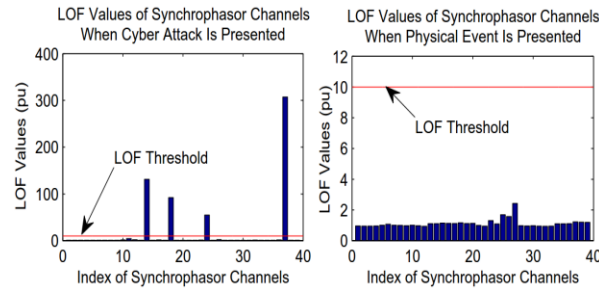 LOF Values of Synchrophasor Channels
When Cyber Attack Is Presented
400
300
200
100
0
LOF Values (pu)
LOF Threshold
0 10 20 30 40
Index of Synchrophasor Channels
LOF Values of Synchrophasor Channels
When Physical Event Is Presented
12
10
8
6
4
2
0
LOF Values (pu)
LOF Threshold
0 10 20 30 40
Index of Synchrophasor Channels